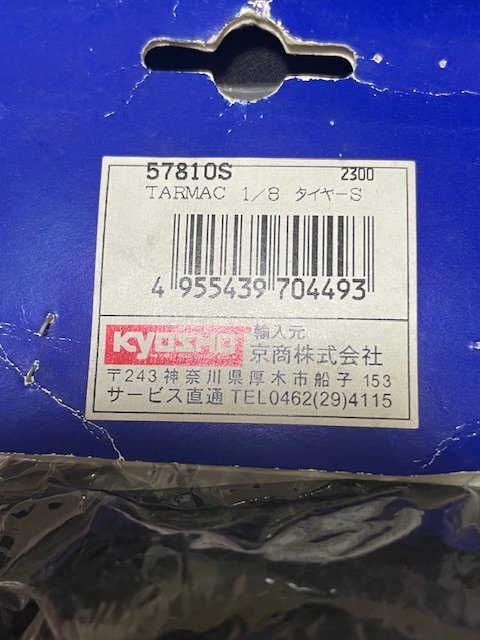 57810S 2300
TARMAC 1/8 タイヤーS
4 955439 704493
KYOSHO 輸入元
京商株式会社
〒243 神奈川県厚木市船子 153
サービス直通 TEL0462(29)4115